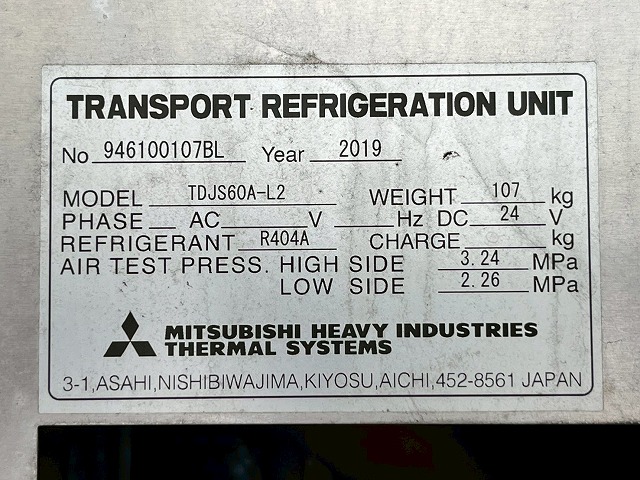 TRANSPORT REFRIGERATION UNIT
No 946100107BL Year 2019
MODEL TDJS60A-L2 WEIGHT 107 kg
PHASE AC V Hz DC 24 V
REFRIGERANT R404A CHARGE kg
AIR TEST PRESS. HIGH SIDE 3.24 MPa
LOW SIDE 2.26 MPa
MITSUBISHI HEAVY INDUSTRIES
THERMAL SYSTEMS
3-1,ASAHI,NISHIBIWAJIMA,KIYOSU,AICHI,452-8561 JAPAN